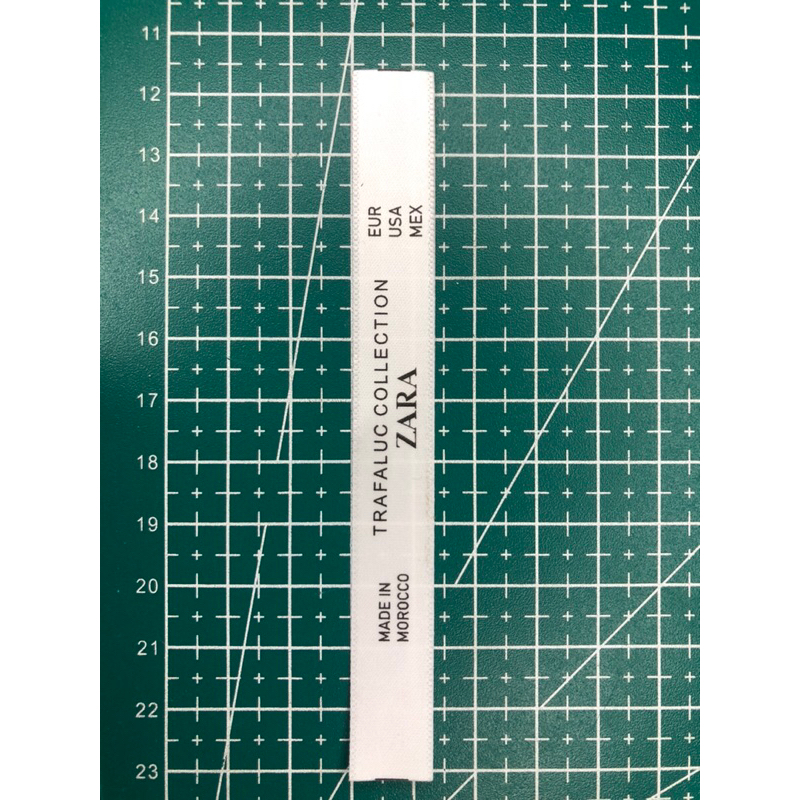 11
12
13
14
15
16
17
18
19
20
21
22
23
MADE IN
MOROCCO
TRAFALUC COLLECTION
ZARA
EUR
USA
MEX